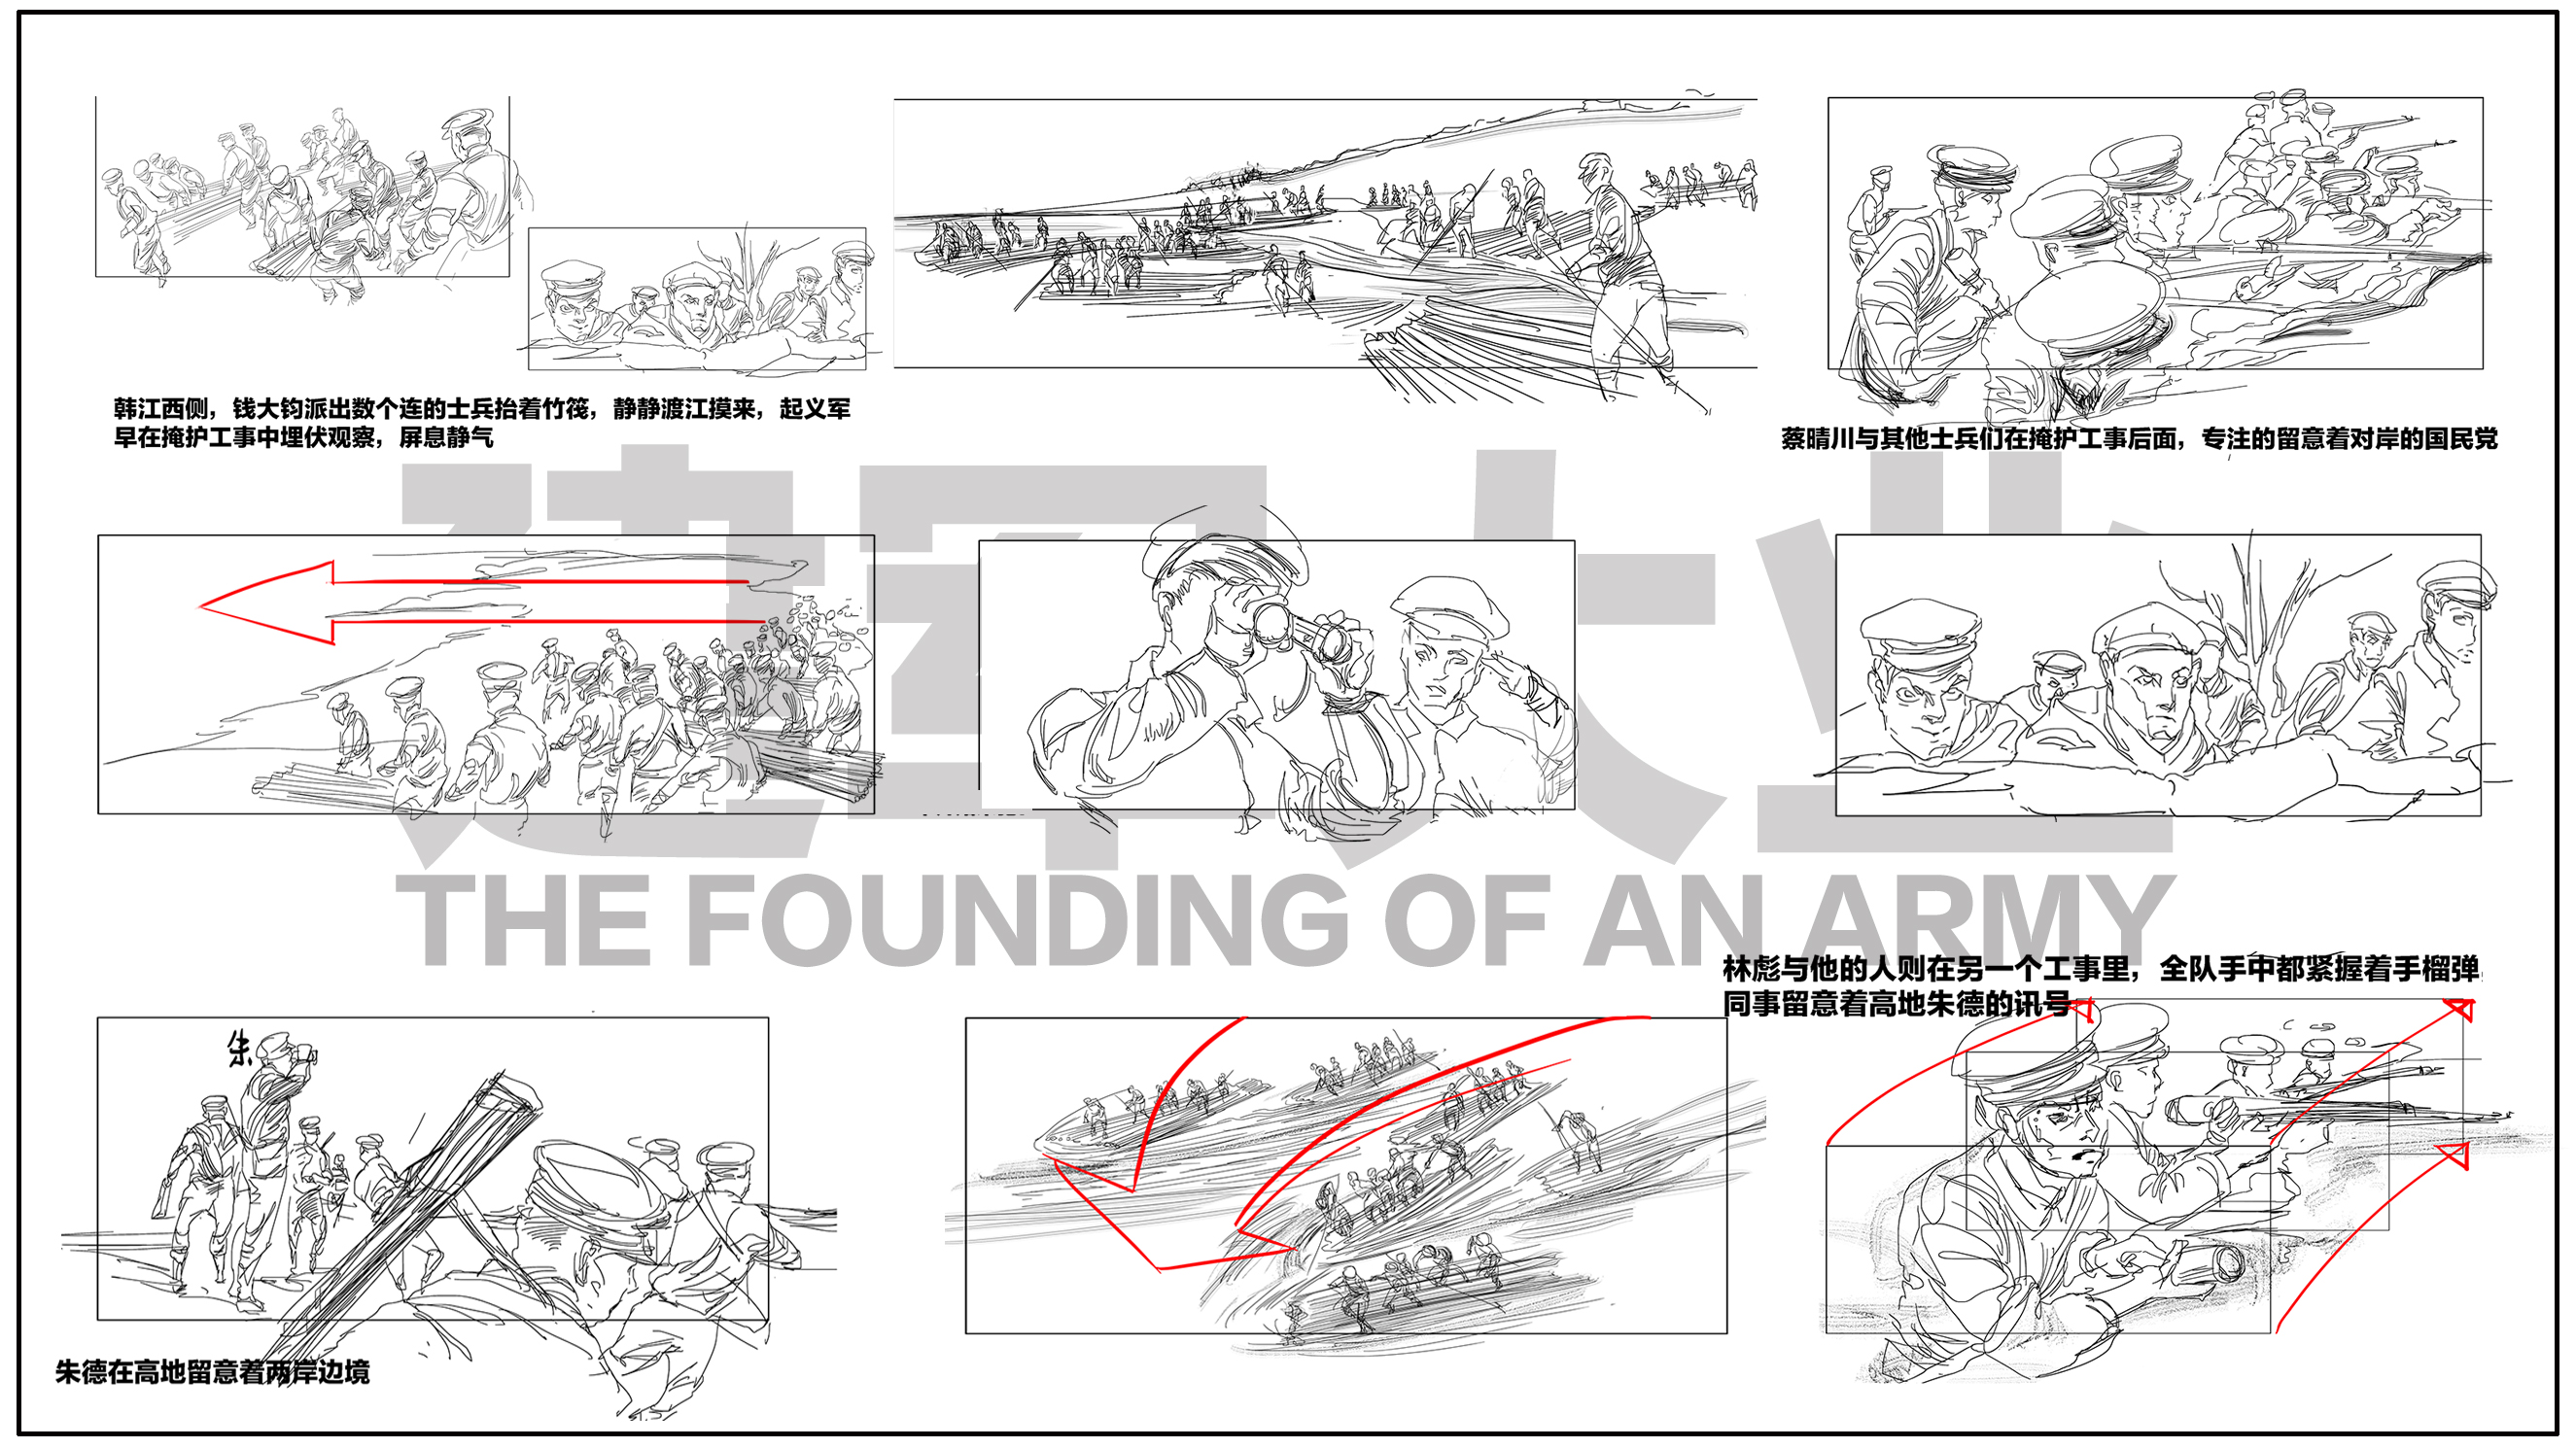 韩江西侧，钱大钧派出数个连的士兵抬着竹筏，静静渡江摸来，起义军
早在掩护工事中埋伏观察，屏息静气
蔡晴川与其他士兵们在掩护工事后面，专注的留意着对岸的国民党
建军大业
THE FOUNDING OF AN ARMY
林彪与他的人则在另一个工事里，全队手中都紧握着手榴弹，
同事留意着高地朱德的讯号
朱
朱德在高地留意着两岸边境